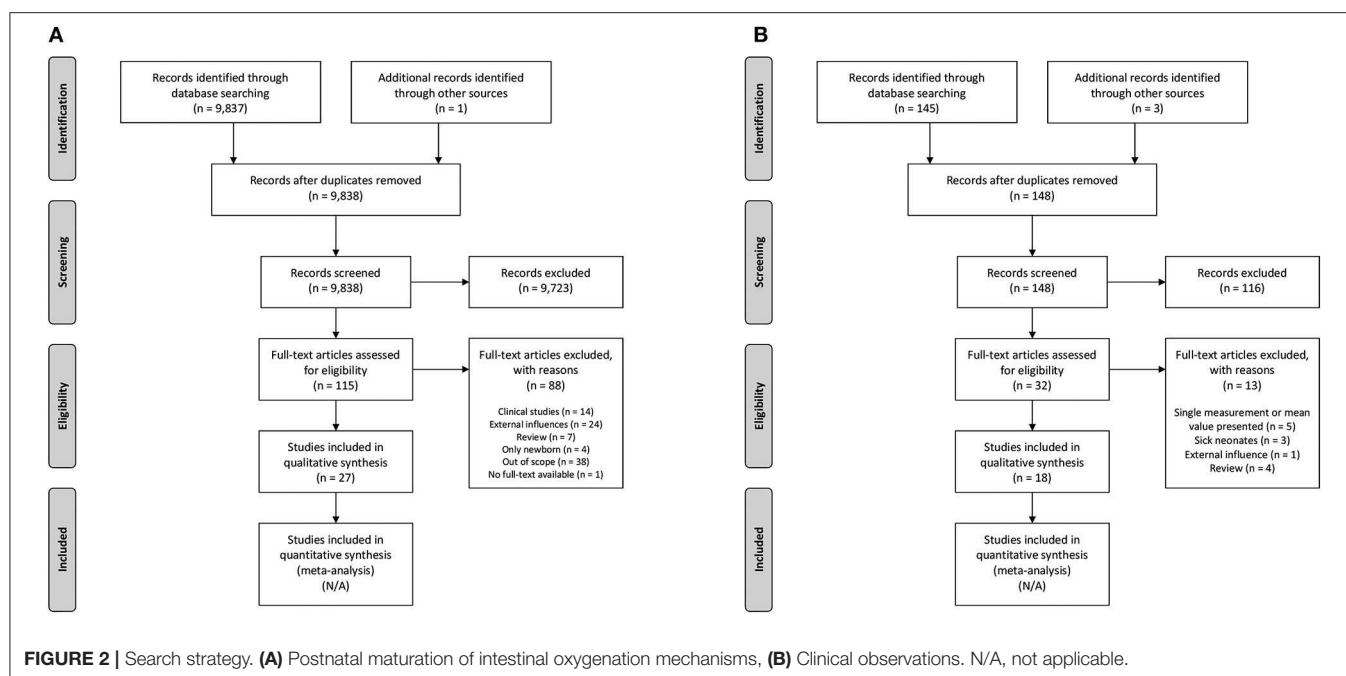 A
Identification
Records identified through
database searching
(n = 9,837)
Additional records identified
through other sources
(n = 1)
Records after duplicates removed
(n = 9,838)
Screening
Records screened
(n = 9,838)
Records excluded
(n = 9,723)
Eligibility
Full-text articles assessed
for eligibility
(n = 115)
Full-text articles excluded,
with reasons
(n = 88)
Clinical studies (n = 14)
External influences (n = 24)
Review (n = 7)
Only newborn (n = 4)
Out of scope (n = 38)
No full-text available (n = 1)
Studies included in
qualitative synthesis
(n = 27)
Included
Studies included in
quantitative synthesis
(meta-analysis)
(N/A)
B
Identification
Records identified through
database searching
(n = 145)
Additional records identified
through other sources
(n = 3)
Records after duplicates removed
(n = 148)
Screening
Records screened
(n = 148)
Records excluded
(n = 116)
Eligibility
Full-text articles assessed
for eligibility
(n = 32)
Full-text articles excluded,
with reasons
(n = 13)
Single measurement or mean
value presented (n = 5)
Sick neonates (n = 3)
External influence (n = 1)
Review (n = 4)
Studies included in
qualitative synthesis
(n = 18)
Included
Studies included in
quantitative synthesis
(meta-analysis)
(N/A)
FIGURE 2 | Search strategy. (A) Postnatal maturation of intestinal oxygenation mechanisms, (B) Clinical observations. N/A, not applicable.